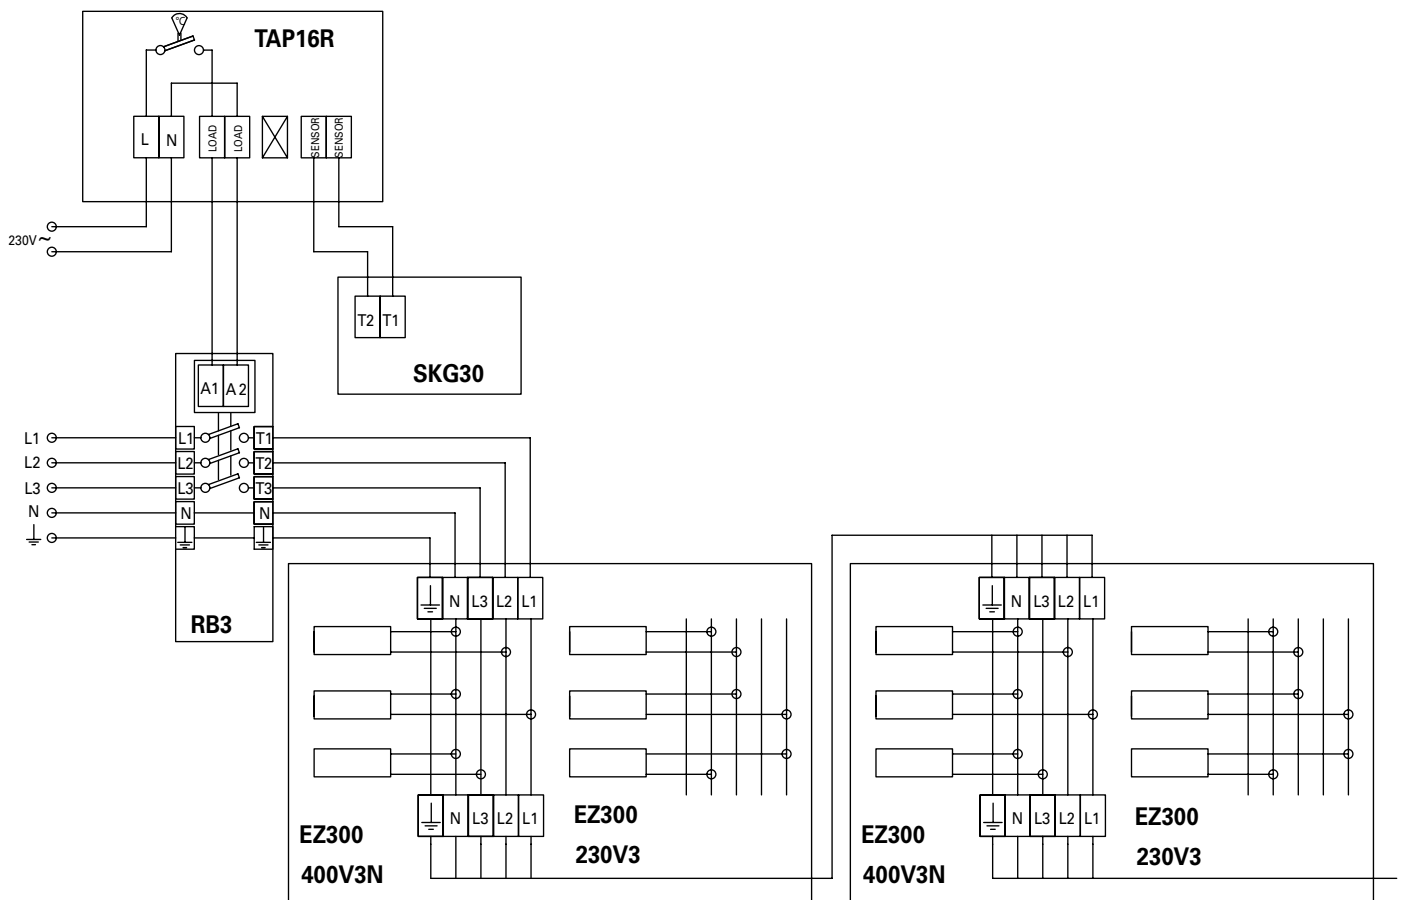 °C
TAP16R
L N LOAD LOAD SENSOR SENSOR
230V~
T2 T1
SKG30
A1 A2
L1 L1 T1
L2 L2 T2
L3 L3 T3
N N N
RB3
N L3 L2 L1
N L3 L2 L1
N L3 L2 L1
N L3 L2 L1
EZ300
400V3N
EZ300
230V3
EZ300
400V3N
EZ300
230V3